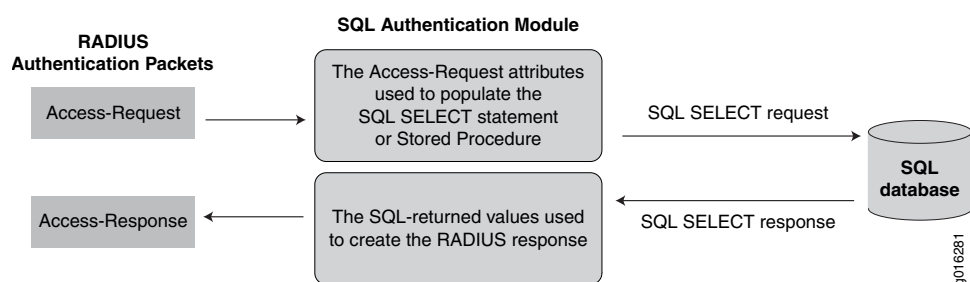 SQL Authentication Module
RADIUS
Authentication Packets
Access-Request
The Access-Request attributes
used to populate the
SQL SELECT statement
or Stored Procedure
SQL SELECT request
SQL
database
Access-Response
The SQL-returned values used
to create the RADIUS response
SQL SELECT response
g016281